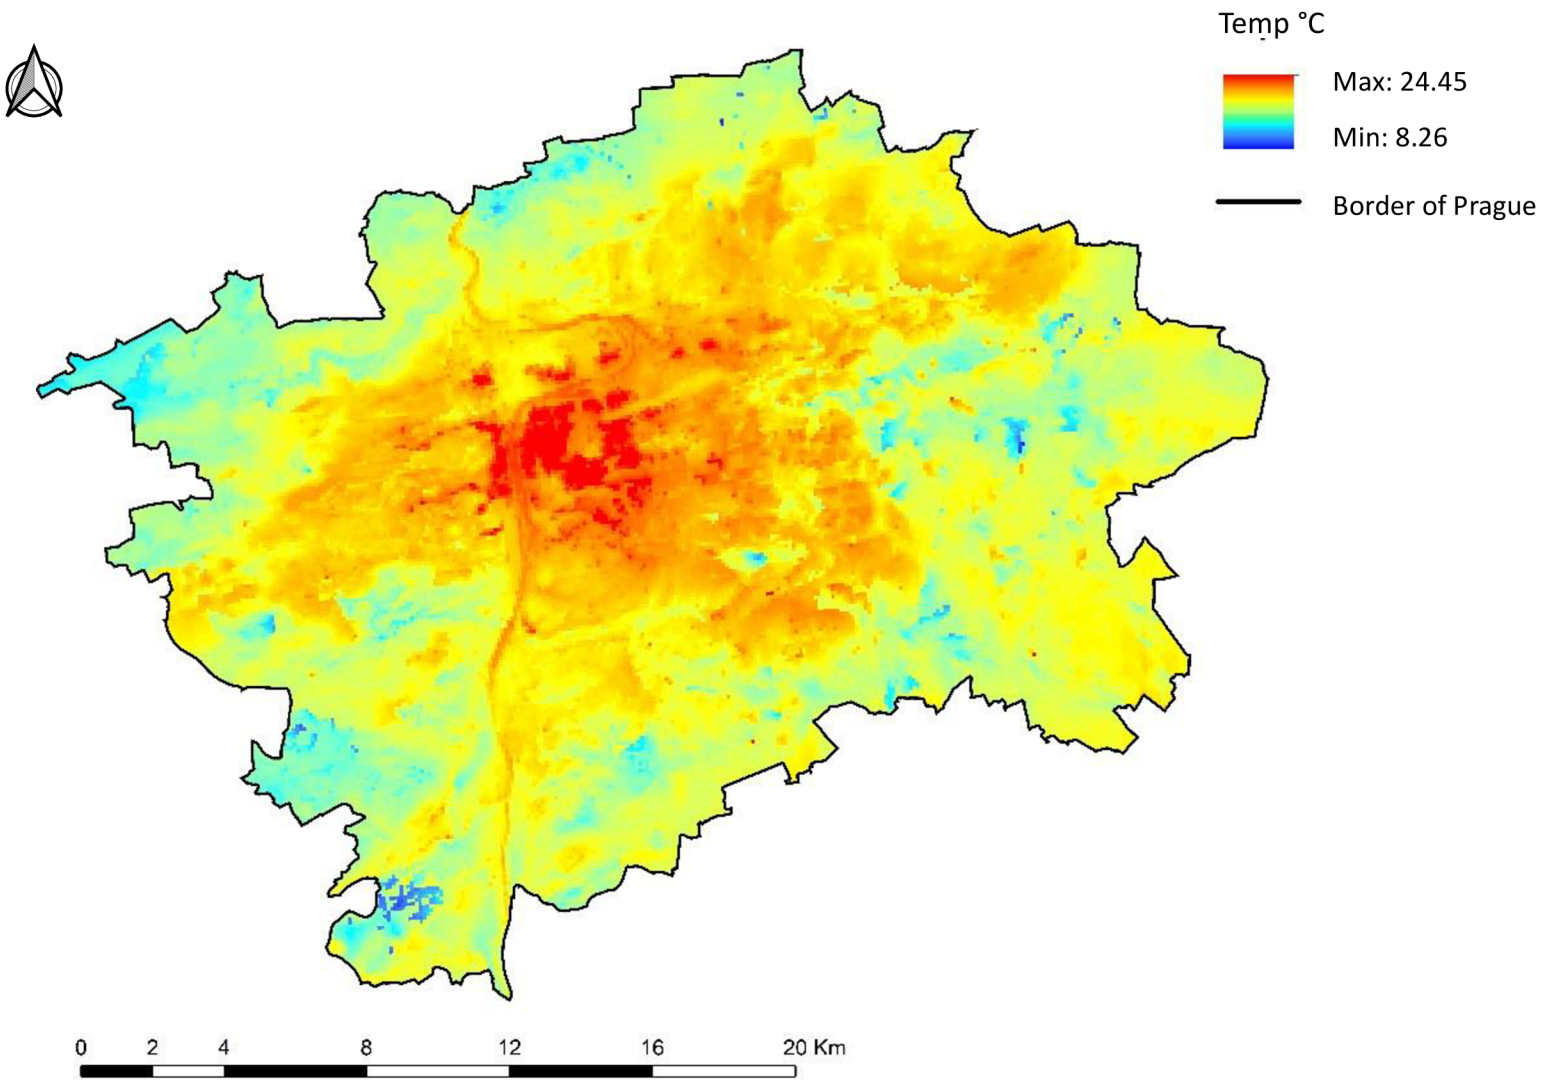 Temp °C
Max: 24.45
Min: 8.26
Border of Prague
0 2 4 8 12 16 20 Km